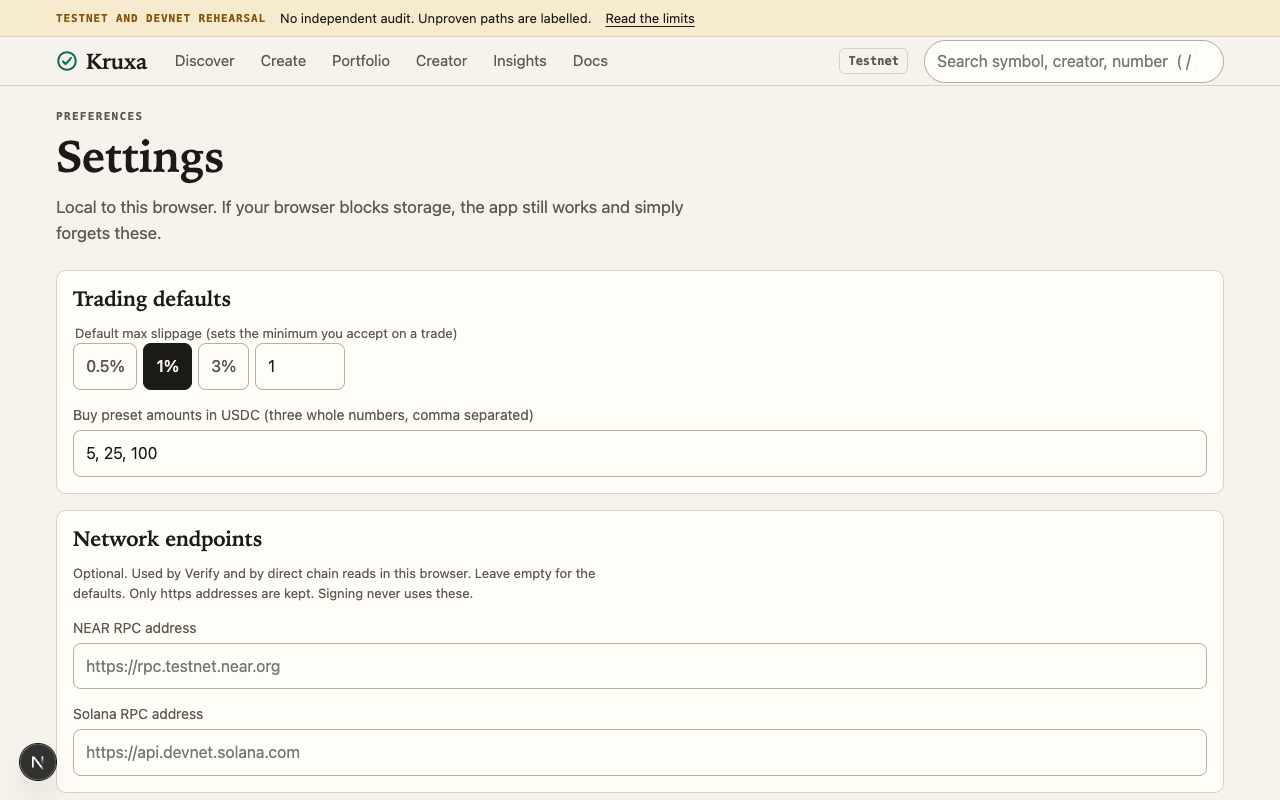 TESTNET AND DEVNET REHEARSAL No independent audit. Unproven paths are labelled. Read the limits
Kruxa Discover Create Portfolio Creator Insights Docs Testnet Search symbol, creator, number ( /
PREFERENCES
Settings
Local to this browser. If your browser blocks storage, the app still works and simply
forgets these.
Trading defaults
Default max slippage (sets the minimum you accept on a trade)
0.5% 1% 3% 1
Buy preset amounts in USDC (three whole numbers, comma separated)
5, 25, 100
Network endpoints
Optional. Used by Verify and by direct chain reads in this browser. Leave empty for the
defaults. Only https addresses are kept. Signing never uses these.
NEAR RPC address
https://rpc.testnet.near.org
Solana RPC address
https://api.devnet.solana.com
N